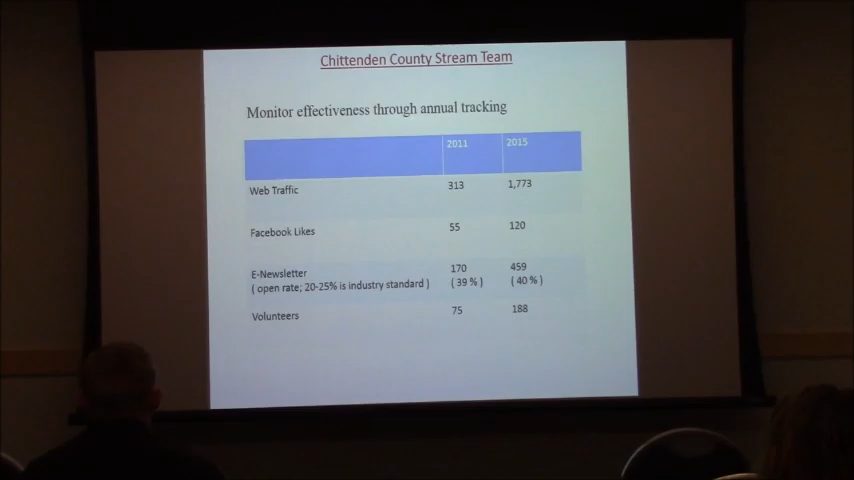 Chittenden County Stream Team
Monitor effectiveness through annual tracking
2011 2015
Web Traffic 313 1,773
Facebook Likes 55 120
E-Newsletter 170 459
( open rate; 20-25% is industry standard ) ( 39 % ) ( 40 % )
Volunteers 75 188